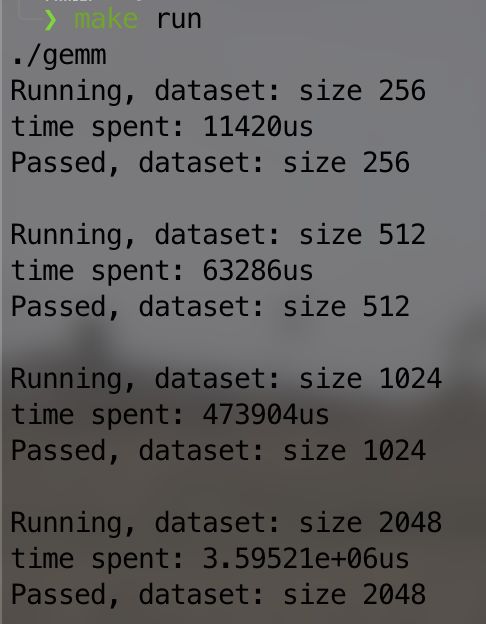 ❯ make run
./gemm
Running, dataset: size 256
time spent: 11420us
Passed, dataset: size 256

Running, dataset: size 512
time spent: 63286us
Passed, dataset: size 512

Running, dataset: size 1024
time spent: 473904us
Passed, dataset: size 1024

Running, dataset: size 2048
time spent: 3.59521e+06us
Passed, dataset: size 2048